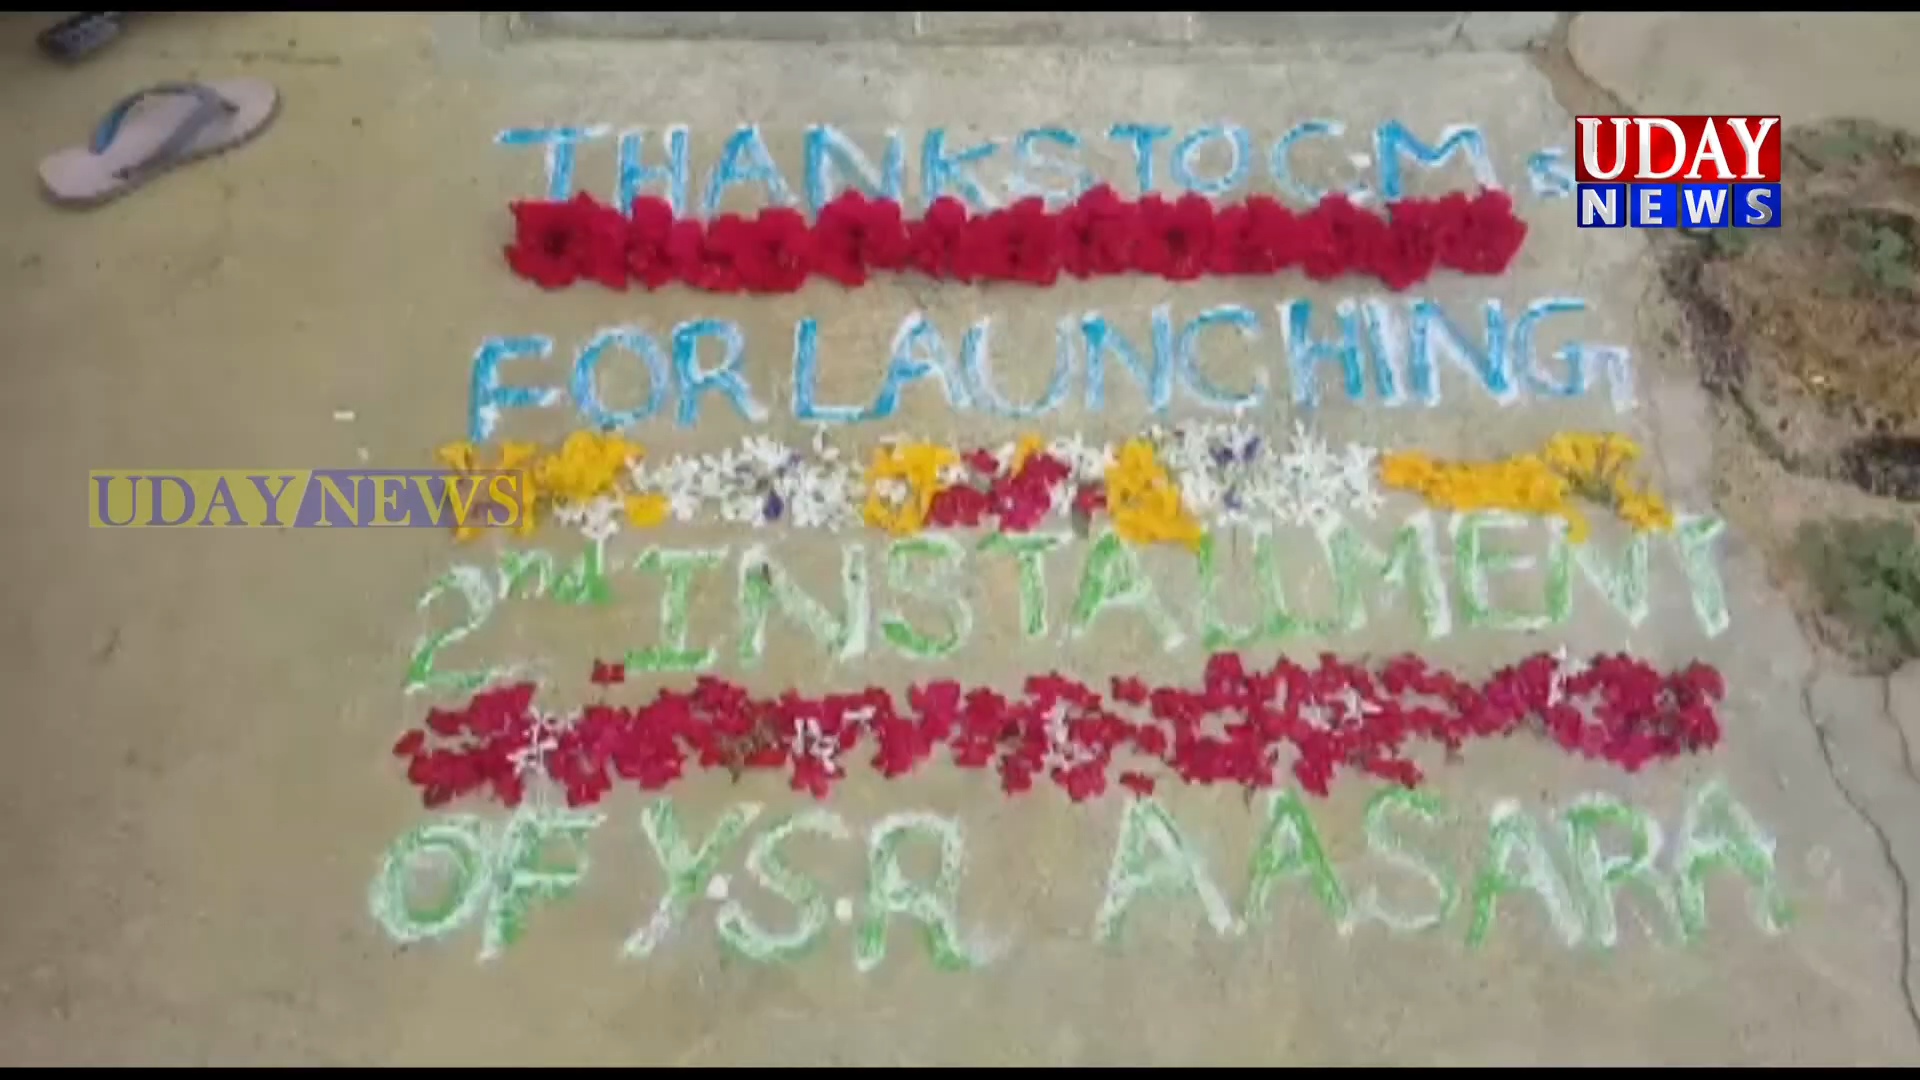 THANKS TO C.M S
UDAY
NEWS
FOR LAUNCHING
UDAY NEWS
2nd INSTALLMENT
OF Y.S.R AASARA